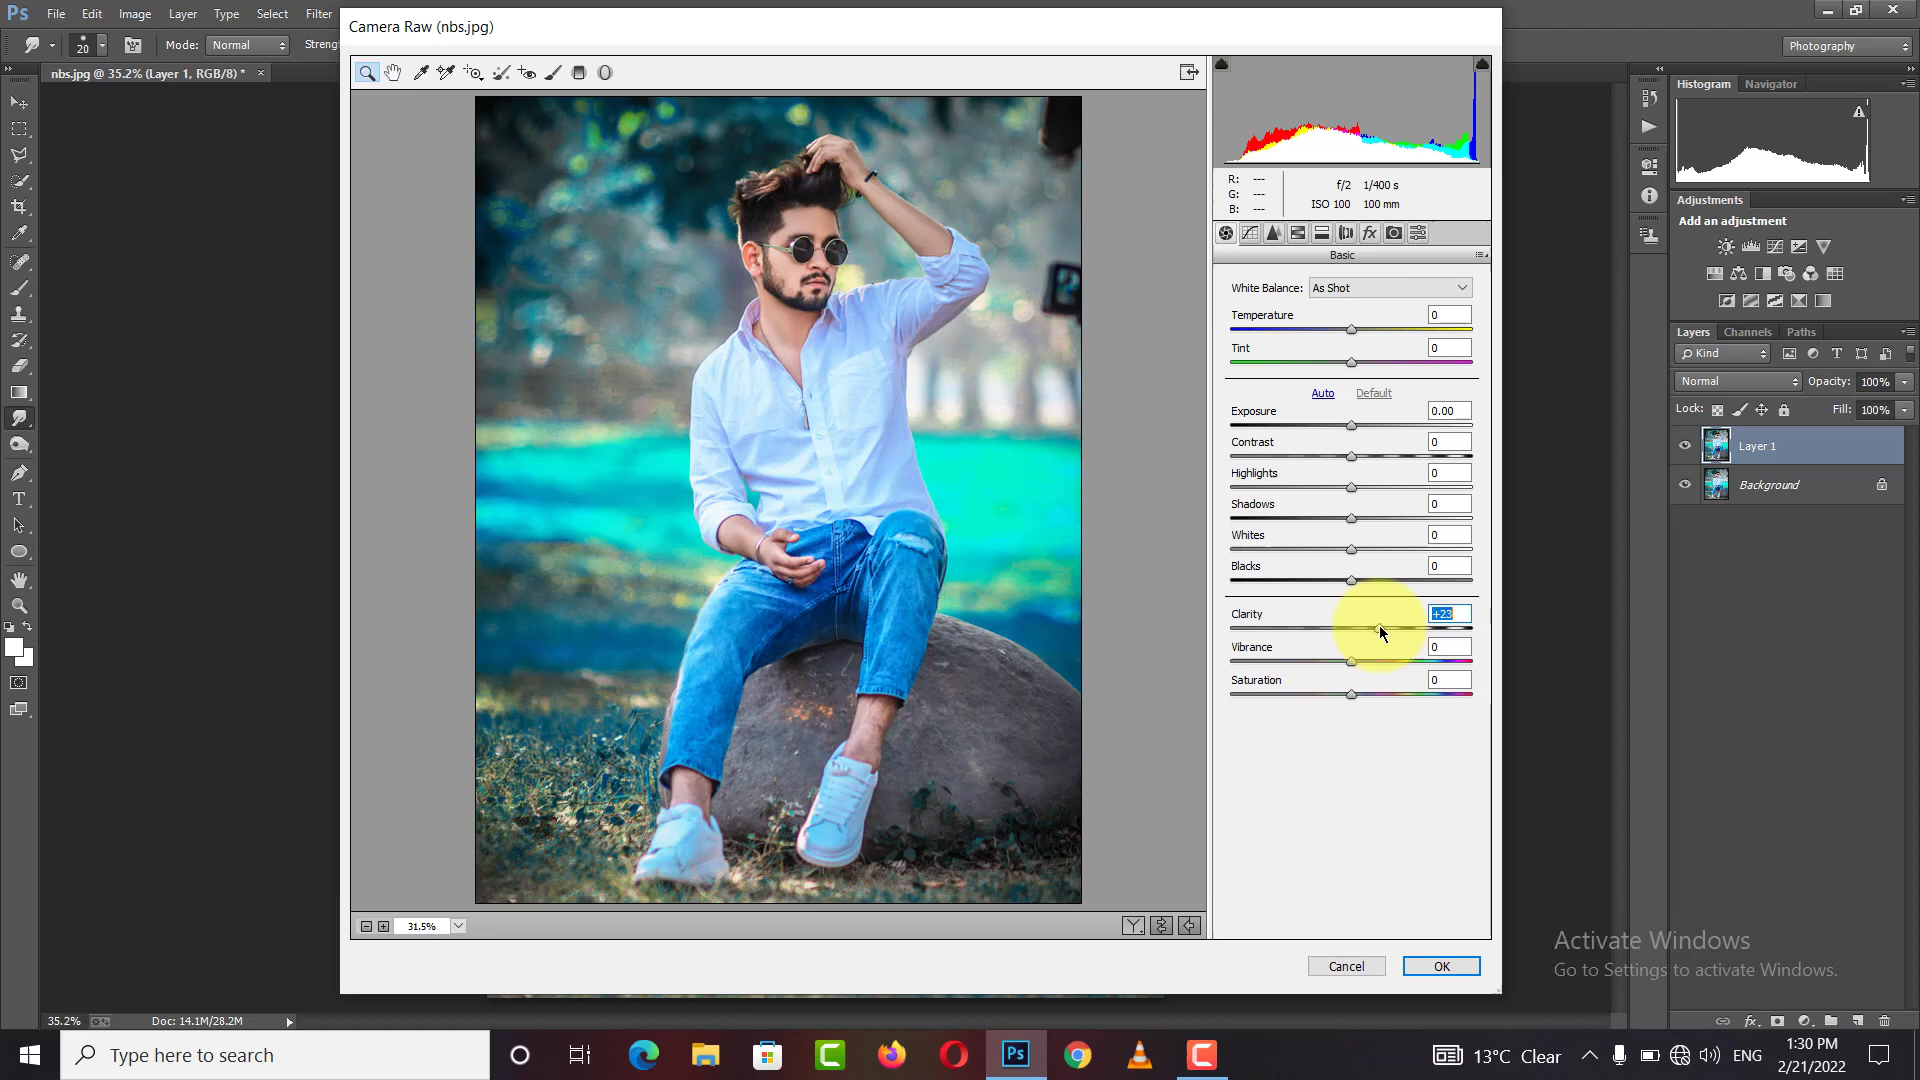 Ps File Edit Image Layer Type Select Filter
Camera Raw (nbs.jpg)
20 Mode: Normal
Photography
nbs.jpg @ 35.2% (Layer 1, RGB/8) * ×
Histogram Navigator
R: ---
G: ---
B: ---
f/2 1/400 s
ISO 100 100 mm
Basic
White Balance: As Shot
Temperature 0
Tint 0
Auto Default
Exposure 0.00
Contrast 0
Highlights 0
Shadows 0
Whites 0
Blacks 0
Clarity +23
Vibrance 0
Saturation 0
Adjustments
Add an adjustment
Layers Channels Paths
Kind
Normal Opacity: 100%
Lock: Fill: 100%
Layer 1
Background
31.5%
Cancel OK
Activate Windows
Go to Settings to activate Windows.
35.2% Doc: 14.1M/28.2M
Type here to search
Ps
13°C Clear
ENG
1:30 PM
2/21/2022